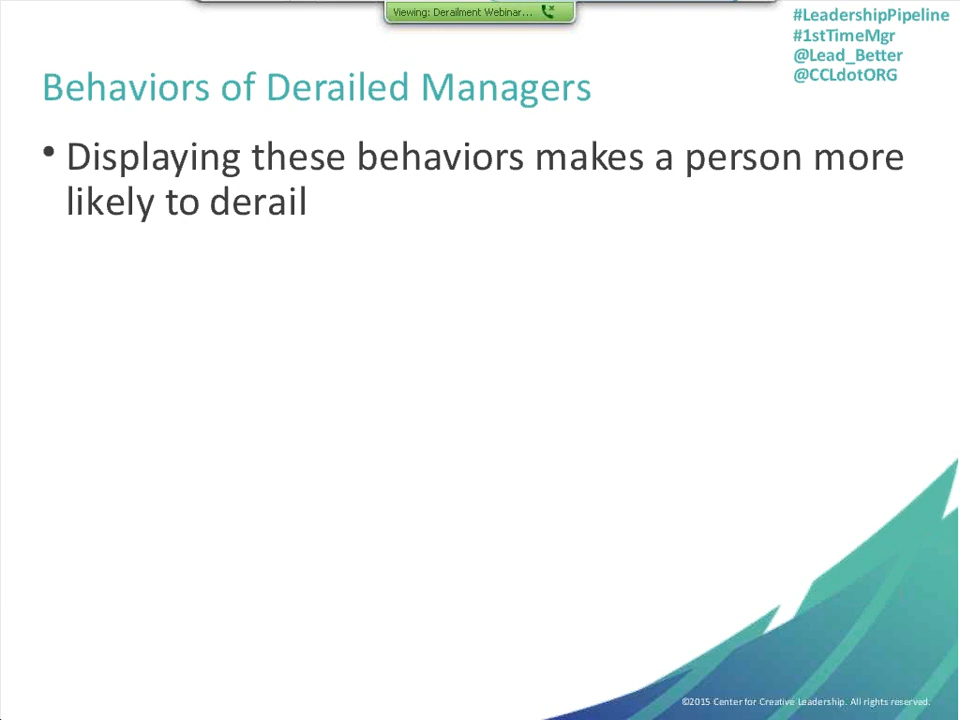 Viewing: Derailment Webinar...
#LeadershipPipeline
#1stTimeMgr
@Lead_Better
@CCLdotORG
Behaviors of Derailed Managers
• Displaying these behaviors makes a person more
likely to derail
©2015 Center for Creative Leadership. All rights reserved.